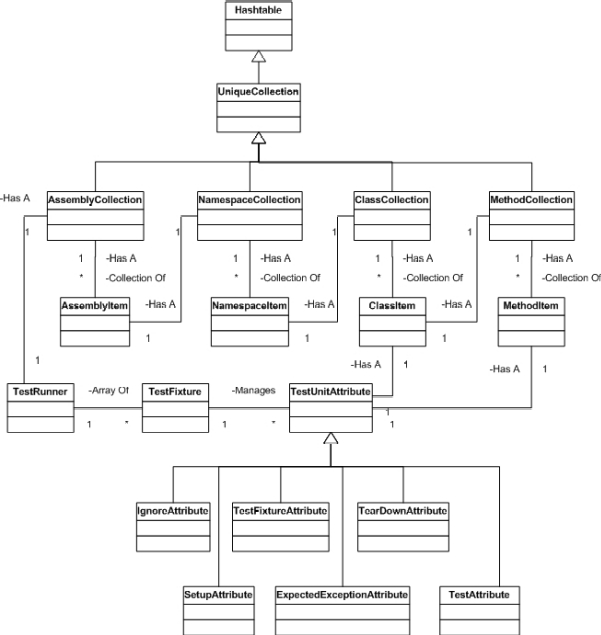 Hashtable
UniqueCollection
-Has A
AssemblyCollection
NamespaceCollection
ClassCollection
MethodCollection
1
1
1
1
1 -Has A
1 -Has A
1 -Has A
1 -Has A
* -Collection Of
* -Collection Of
* -Collection Of
* -Collection Of
AssemblyItem
-Has A
NamespaceItem
-Has A
ClassItem
-Has A
MethodItem
1
1
1
1
-Has A
1
-Has A
1
TestRunner
-Array Of
TestFixture
-Manages
TestUnitAttribute
1
*
1
*
1
1
IgnoreAttribute
TestFixtureAttribute
TearDownAttribute
SetupAttribute
ExpectedExceptionAttribute
TestAttribute